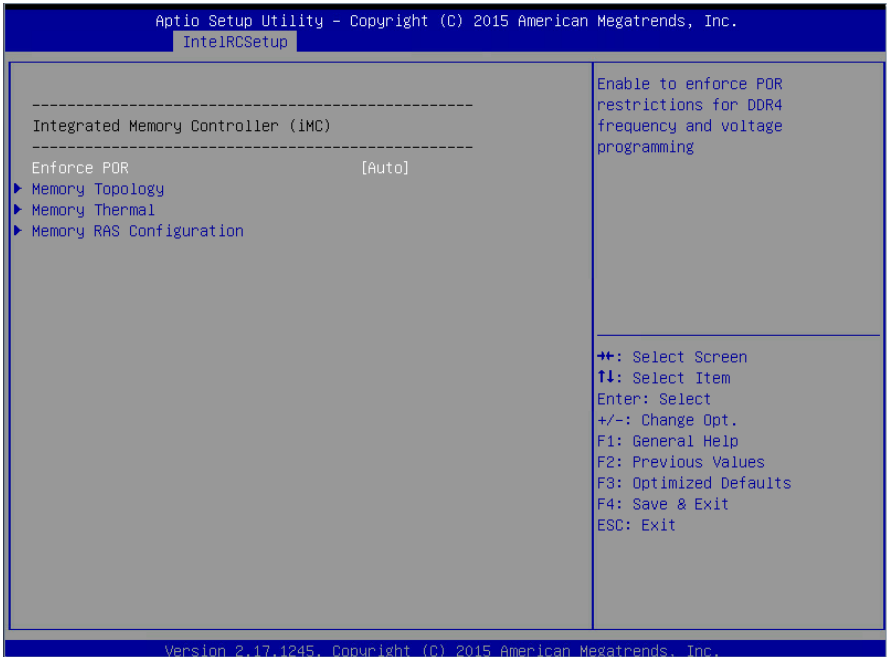 Aptio Setup Utility – Copyright (C) 2015 American Megatrends, Inc.
IntelRCSetup
--------------------------------------------------
Integrated Memory Controller (iMC)
--------------------------------------------------
Enforce POR [Auto]
Memory Topology
Memory Thermal
Memory RAS Configuration
Enable to enforce POR
restrictions for DDR4
frequency and voltage
programming
→←: Select Screen
↑↓: Select Item
Enter: Select
+/-: Change Opt.
F1: General Help
F2: Previous Values
F3: Optimized Defaults
F4: Save & Exit
ESC: Exit
Version 2.17.1245. Copyright (C) 2015 American Megatrends, Inc.